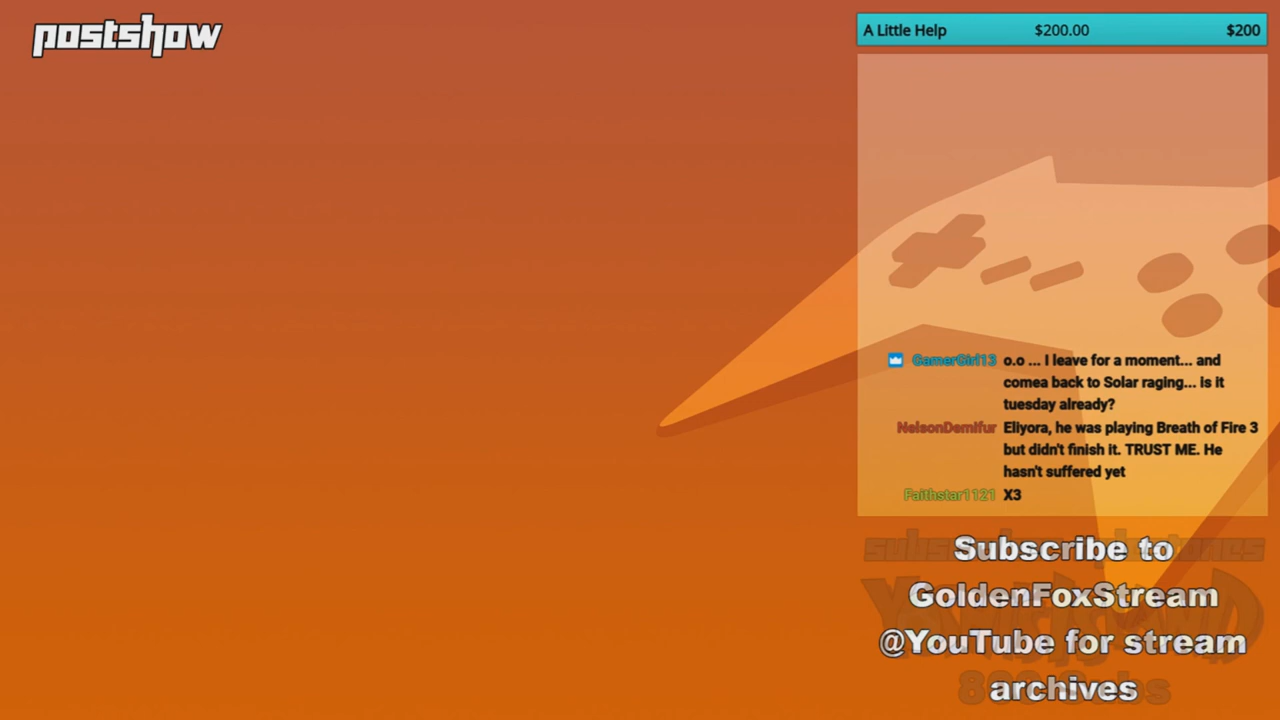 postshow
A Little Help $200.00 $200
GamerGirl13 o.o ... I leave for a moment... and
comea back to Solar raging... is it
tuesday already?
NelsonDemifur Eliyora, he was playing Breath of Fire 3
but didn't finish it. TRUST ME. He
hasn't suffered yet
Faithstar1121 X3
Subscribe to
GoldenFoxStream
@YouTube for stream
archives